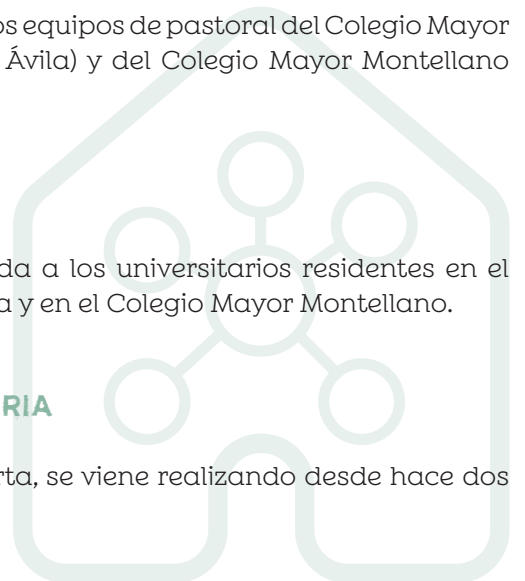 os equipos de pastoral del Colegio Mayor
Ávila) y del Colegio Mayor Montellano
da a los universitarios residentes en el
a y en el Colegio Mayor Montellano.
RIA
rta, se viene realizando desde hace dos